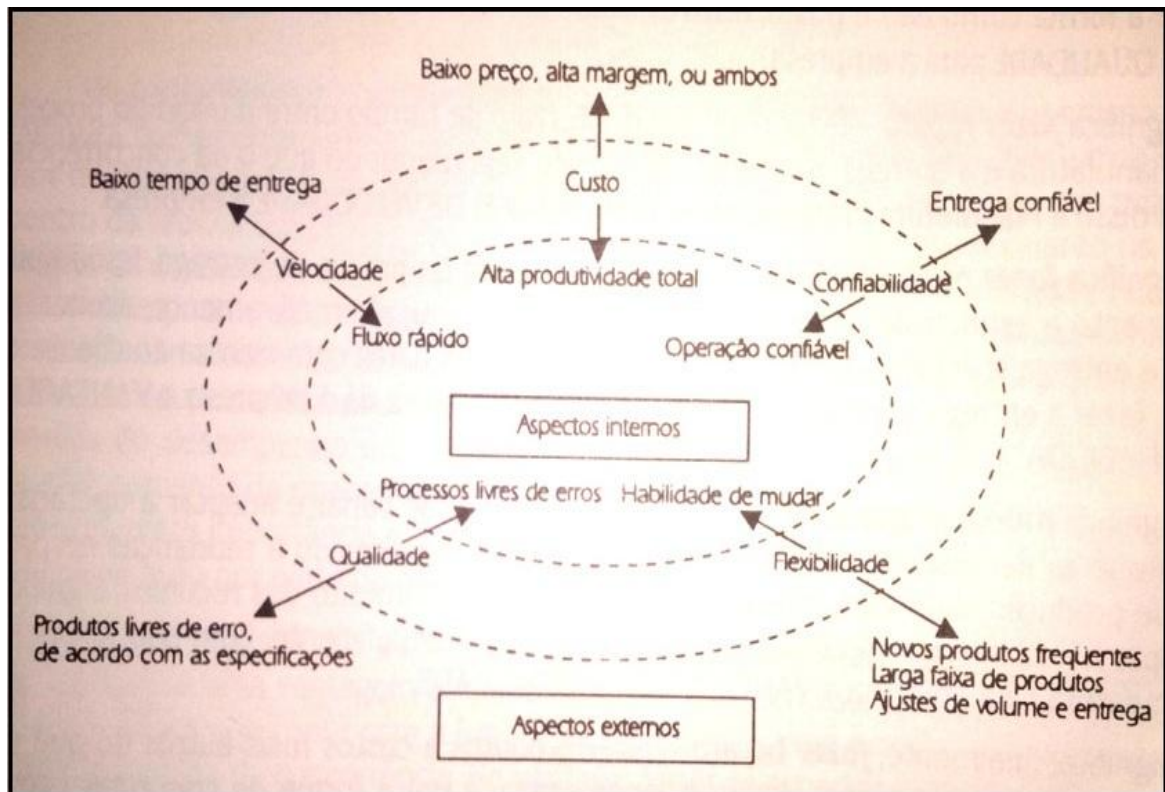 Baixo preço, alta margem, ou ambos
Baixo tempo de entrega
Custo
Entrega confiável
Velocidade
Alta produtividade total
Confiabilidade
Fluxo rápido
Operação confiável
Aspectos internos
Processos livres de erros
Habilidade de mudar
Qualidade
Flexibilidade
Produtos livres de erro,
de acordo com as especificações
Novos produtos freqüentes
Larga faixa de produtos
Ajustes de volume e entrega
Aspectos externos